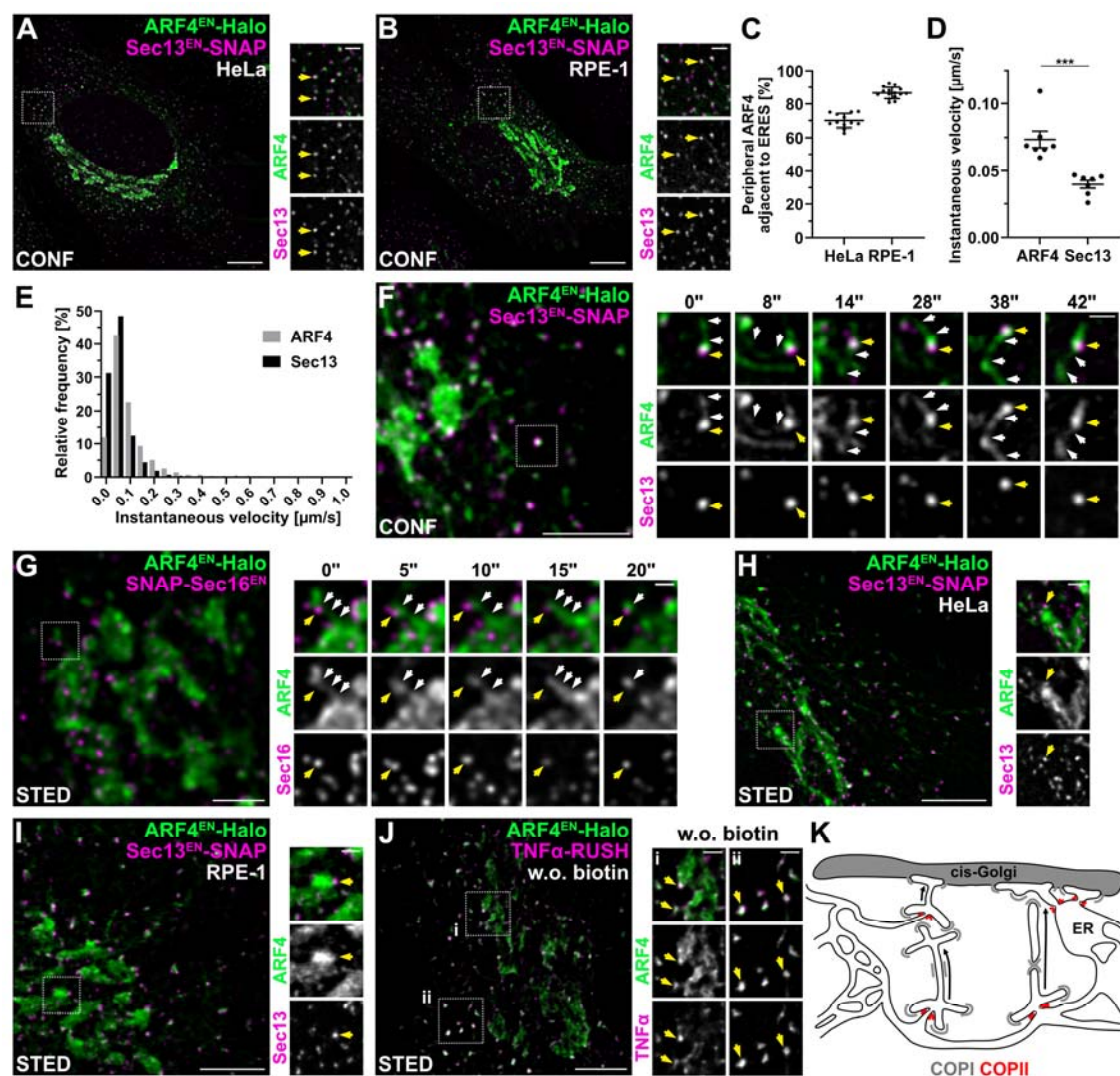 A
ARF4EN-Halo
Sec13EN-SNAP
HeLa
CONF
ARF4
Sec13
B
ARF4EN-Halo
Sec13EN-SNAP
RPE-1
CONF
ARF4
Sec13
C
Peripheral ARF4
adjacent to ERES [%]
100
90
80
70
60
50
40
30
20
10
0
HeLa RPE-1
D
Instantaneous velocity [µm/s]
0.10
0.05
0.00
***
ARF4 Sec13
E
Relative frequency [%]
50
40
30
20
10
0
ARF4
Sec13
0.0 0.1 0.2 0.3 0.4 0.5 0.6 0.7 0.8 0.9 1.0
Instantaneous velocity [µm/s]
F
ARF4EN-Halo
Sec13EN-SNAP
CONF
0" 8" 14" 28" 38" 42"
ARF4
Sec13
G
ARF4EN-Halo
SNAP-Sec16EN
STED
0" 5" 10" 15" 20"
ARF4
Sec16
H
ARF4EN-Halo
Sec13EN-SNAP
HeLa
STED
ARF4
Sec13
I
ARF4EN-Halo
Sec13EN-SNAP
RPE-1
STED
ARF4
Sec13
J
ARF4EN-Halo
TNFα-RUSH
w.o. biotin
i
ii
STED
w.o. biotin
i ii
ARF4
TNFα
K
cis-Golgi
ER
COPI COPII